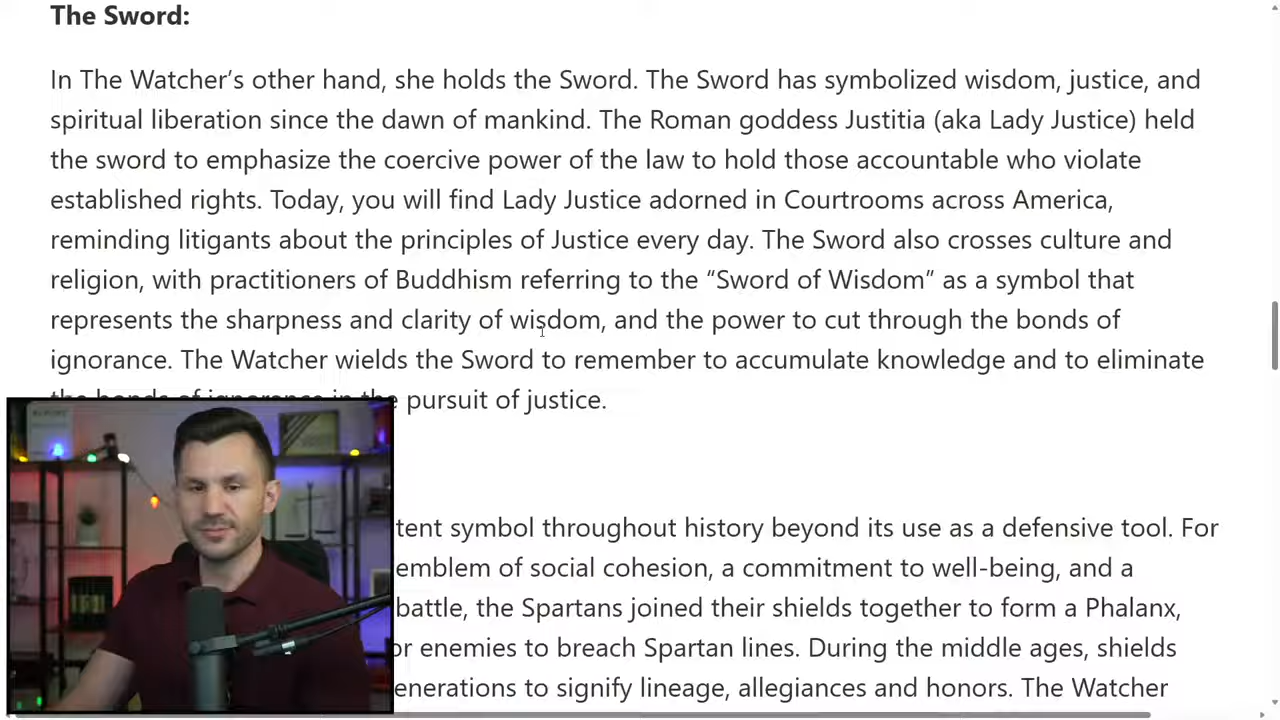 The Sword:
In The Watcher’s other hand, she holds the Sword. The Sword has symbolized wisdom, justice, and
spiritual liberation since the dawn of mankind. The Roman goddess Justitia (aka Lady Justice) held
the sword to emphasize the coercive power of the law to hold those accountable who violate
established rights. Today, you will find Lady Justice adorned in Courtrooms across America,
reminding litigants about the principles of Justice every day. The Sword also crosses culture and
religion, with practitioners of Buddhism referring to the “Sword of Wisdom” as a symbol that
represents the sharpness and clarity of wisdom, and the power to cut through the bonds of
ignorance. The Watcher wields the Sword to remember to accumulate knowledge and to eliminate
the bonds of ignorance in the pursuit of justice.
tent symbol throughout history beyond its use as a defensive tool. For
emblem of social cohesion, a commitment to well-being, and a
battle, the Spartans joined their shields together to form a Phalanx,
or enemies to breach Spartan lines. During the middle ages, shields
enerations to signify lineage, allegiances and honors. The Watcher